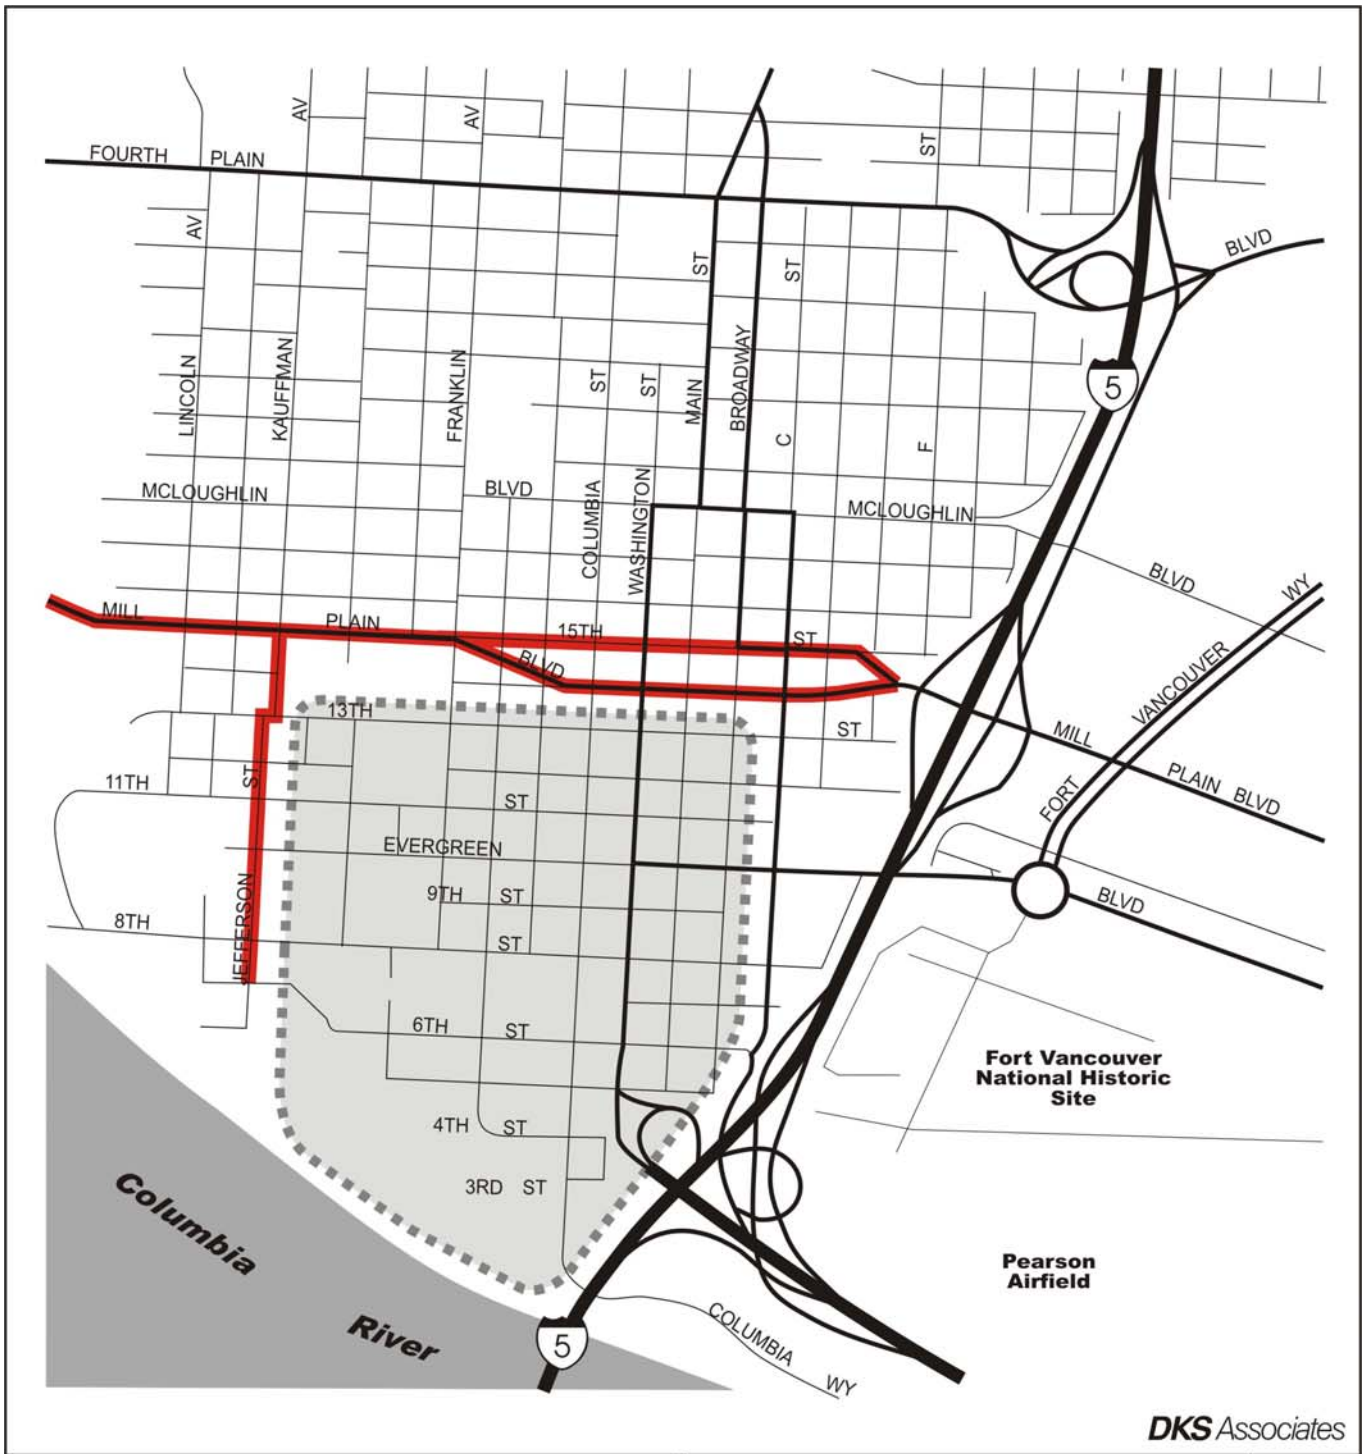 AV
AV
ST
FOURTH PLAIN
AV
BLVD
ST
ST
LINCOLN
KAUFFMAN
FRANKLIN
ST
ST
MAIN
BROADWAY
C
F
5
MCLOUGHLIN
BLVD
COLUMBIA
WASHINGTON
MCLOUGHLIN
BLVD
WY
MILL
PLAIN
15TH
ST
BLVD
VANCOUVER
13TH
ST
MILL
PLAIN BLVD
11TH
ST
ST
FORT
EVERGREEN
JEFFERSON
9TH ST
BLVD
8TH
ST
6TH ST
Fort Vancouver
National Historic
Site
4TH ST
3RD ST
Columbia
River
Pearson
Airfield
5
COLUMBIA
WY
DKS Associates